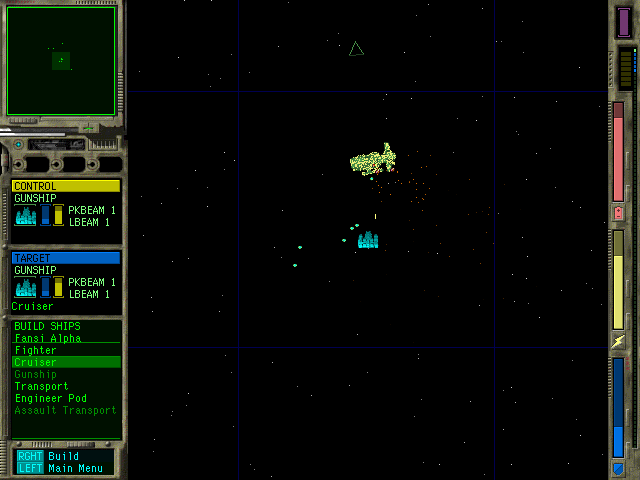 CONTROL
GUNSHIP
PKBEAM 1
LBEAM 1
TARGET
GUNSHIP
PKBEAM 1
LBEAM 1
Cruiser
BUILD SHIPS
Fansi Alpha
Fighter
Cruiser
Gunship
Transport
Engineer Pod
Assault Transport
RGHT Build
LEFT Main Menu